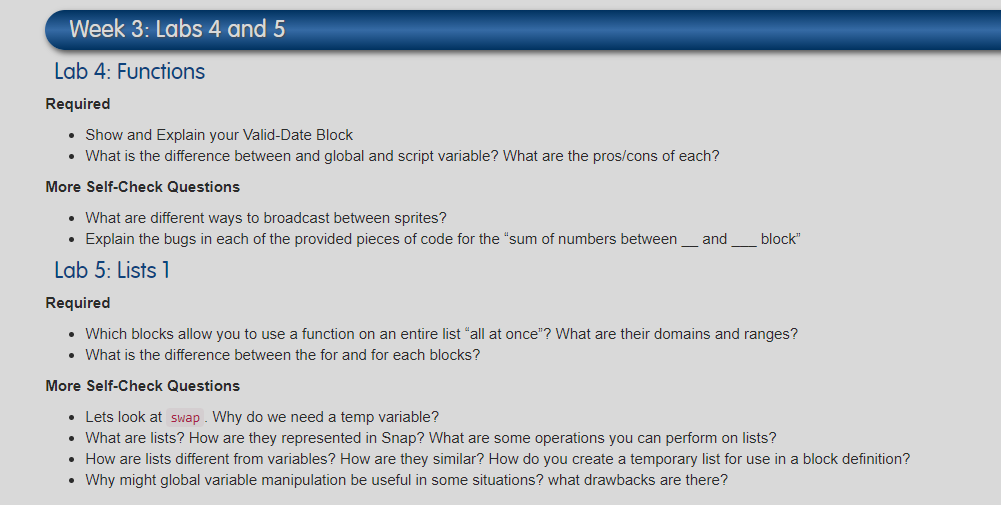 Week 3: Labs 4 and 5
Lab 4: Functions
Required
Show and Explain your Valid-Date Block
What is the difference between and global and script variable? What are the pros/cons of each?
More Self-Check Questions
What are different ways to broadcast between sprites?
Explain the bugs in each of the provided pieces of code for the “sum of numbers between __ and ___ block”
Lab 5: Lists 1
Required
Which blocks allow you to use a function on an entire list “all at once”? What are their domains and ranges?
What is the difference between the for and for each blocks?
More Self-Check Questions
Lets look at swap . Why do we need a temp variable?
What are lists? How are they represented in Snap? What are some operations you can perform on lists?
How are lists different from variables? How are they similar? How do you create a temporary list for use in a block definition?
Why might global variable manipulation be useful in some situations? what drawbacks are there?